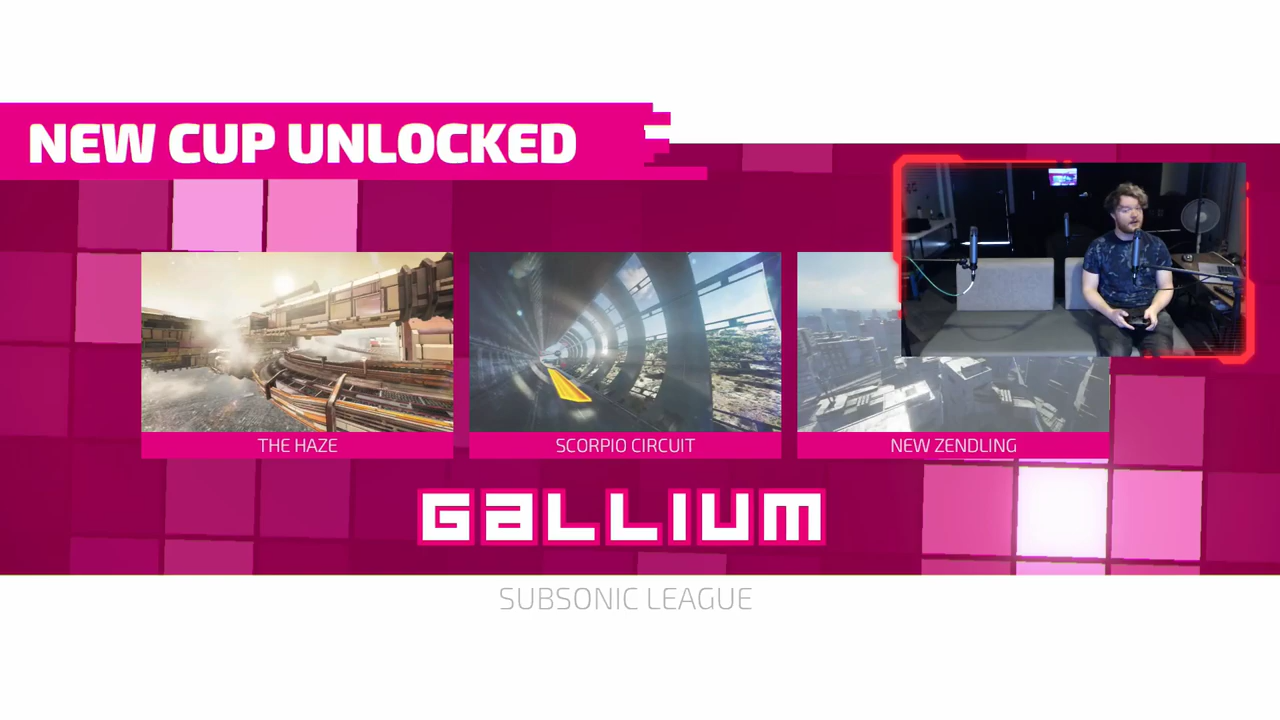 NEW CUP UNLOCKED
THE HAZE
SCORPIO CIRCUIT
NEW ZENDLING
GALLIUM
SUBSONIC LEAGUE